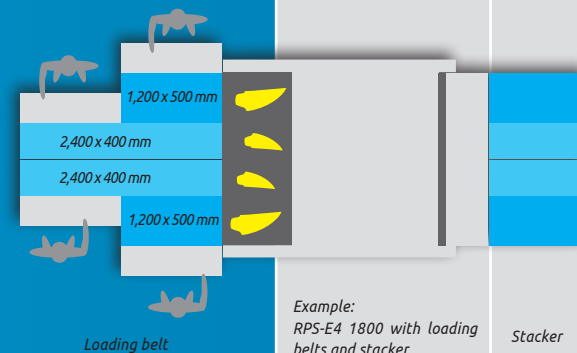 1,200 x 500 mm
2,400 x 400 mm
2,400 x 400 mm
1,200 x 500 mm
Loading belt
Example:
RPS-E4 1800 with loading
belts and stacker
Stacker